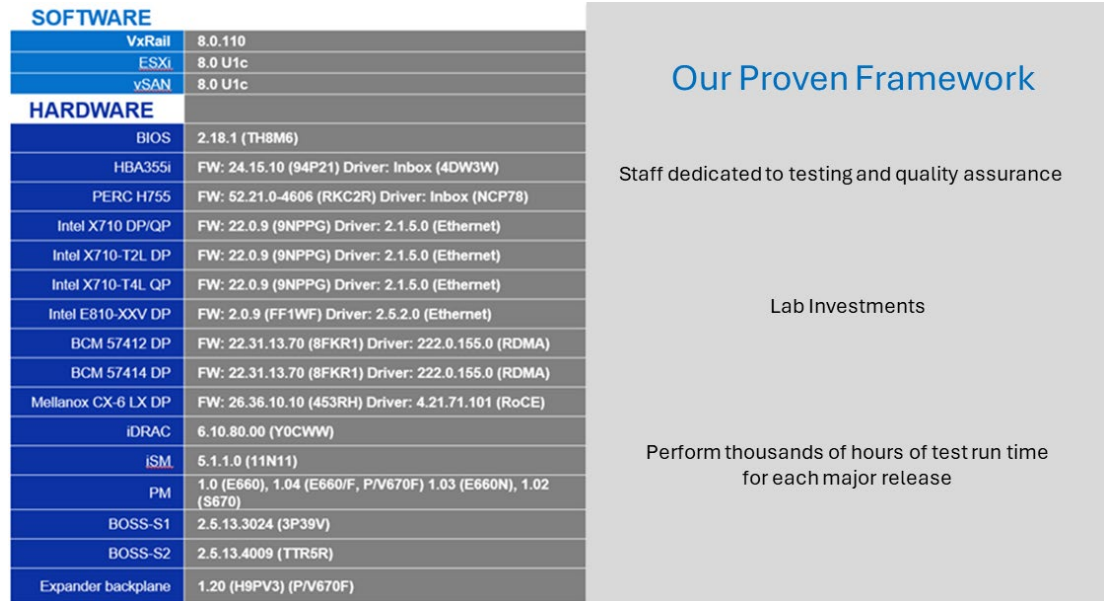 SOFTWARE
VxRail 8.0.110
ESXi 8.0 U1c
vSAN 8.0 U1c
HARDWARE
BIOS 2.18.1 (TH8M6)
HBA355i FW: 24.15.10 (94P21) Driver: Inbox (4DW3W)
PERC H755 FW: 52.21.0-4606 (RKC2R) Driver: Inbox (NCP78)
Intel X710 DP/QP FW: 22.0.9 (9NPPG) Driver: 2.1.5.0 (Ethernet)
Intel X710-T2L DP FW: 22.0.9 (9NPPG) Driver: 2.1.5.0 (Ethernet)
Intel X710-T4L QP FW: 22.0.9 (9NPPG) Driver: 2.1.5.0 (Ethernet)
Intel E810-XXV DP FW: 2.0.9 (FF1WF) Driver: 2.5.2.0 (Ethernet)
BCM 57412 DP FW: 22.31.13.70 (8FKR1) Driver: 222.0.155.0 (RDMA)
BCM 57414 DP FW: 22.31.13.70 (8FKR1) Driver: 222.0.155.0 (RDMA)
Mellanox CX-6 LX DP FW: 26.36.10.10 (453RH) Driver: 4.21.71.101 (RoCE)
iDRAC 6.10.80.00 (Y0CWW)
iSM 5.1.1.0 (11N11)
PM 1.0 (E660), 1.04 (E660/F, P/V670F) 1.03 (E660N), 1.02
(S670)
BOSS-S1 2.5.13.3024 (3P39V)
BOSS-S2 2.5.13.4009 (TTR5R)
Expander backplane 1.20 (H9PV3) (P/V670F)
Our Proven Framework
Staff dedicated to testing and quality assurance
Lab Investments
Perform thousands of hours of test run time
for each major release